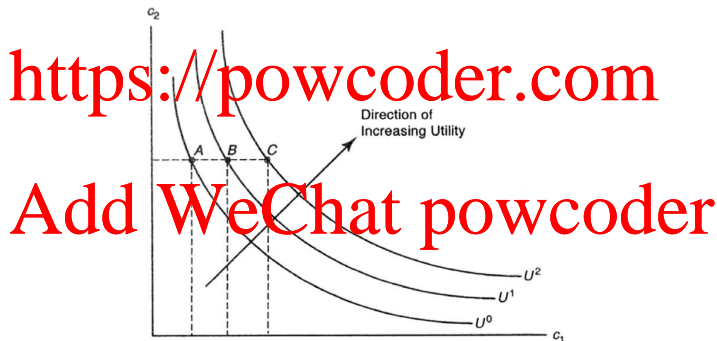 c₂
https://powcoder.com
Direction of
Increasing Utility
A B C
Add WeChat powcoder
U²
U¹
U⁰
c₁